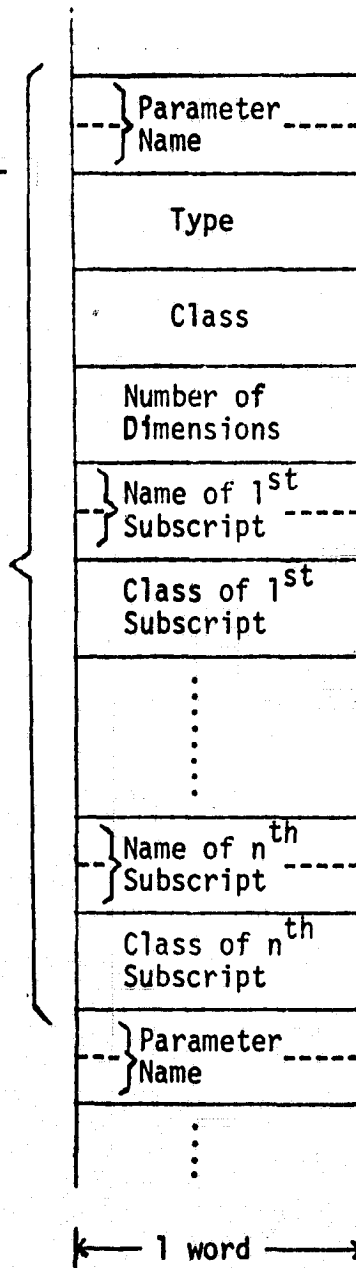 Parameter
Name
Type
Class
Number of
Dimensions
Name of 1st
Subscript
Class of 1st
Subscript
Name of nth
Subscript
Class of nth
Subscript
Parameter
Name
1 word